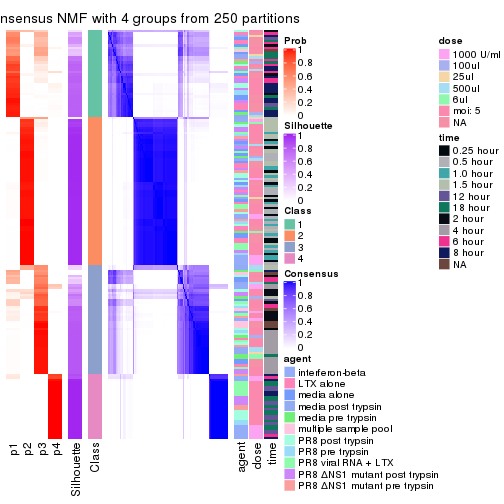 nsensus NMF with 4 groups from 250 partitions
Prob
1
0.8
0.6
0.4
0.2
0
Silhouette
1
0.8
0.6
0.4
0.2
0
Class
1
2
3
4
Consensus
1
0.8
0.6
0.4
0.2
0
agent
interferon-beta
LTX alone
media alone
media post trypsin
media pre trypsin
multiple sample pool
PR8 post trypsin
PR8 pre trypsin
PR8 viral RNA + LTX
PR8 ΔNS1 mutant post trypsin
PR8 ΔNS1 mutant pre trypsin
dose
1000 U/ml
100ul
25ul
500ul
6ul
moi: 5
NA
time
0.25 hour
0.5 hour
1.0 hour
1.5 hour
12 hour
18 hour
2 hour
4 hour
6 hour
8 hour
NA
p1
p2
p3
p4
Silhouette
Class
agent
dose
time